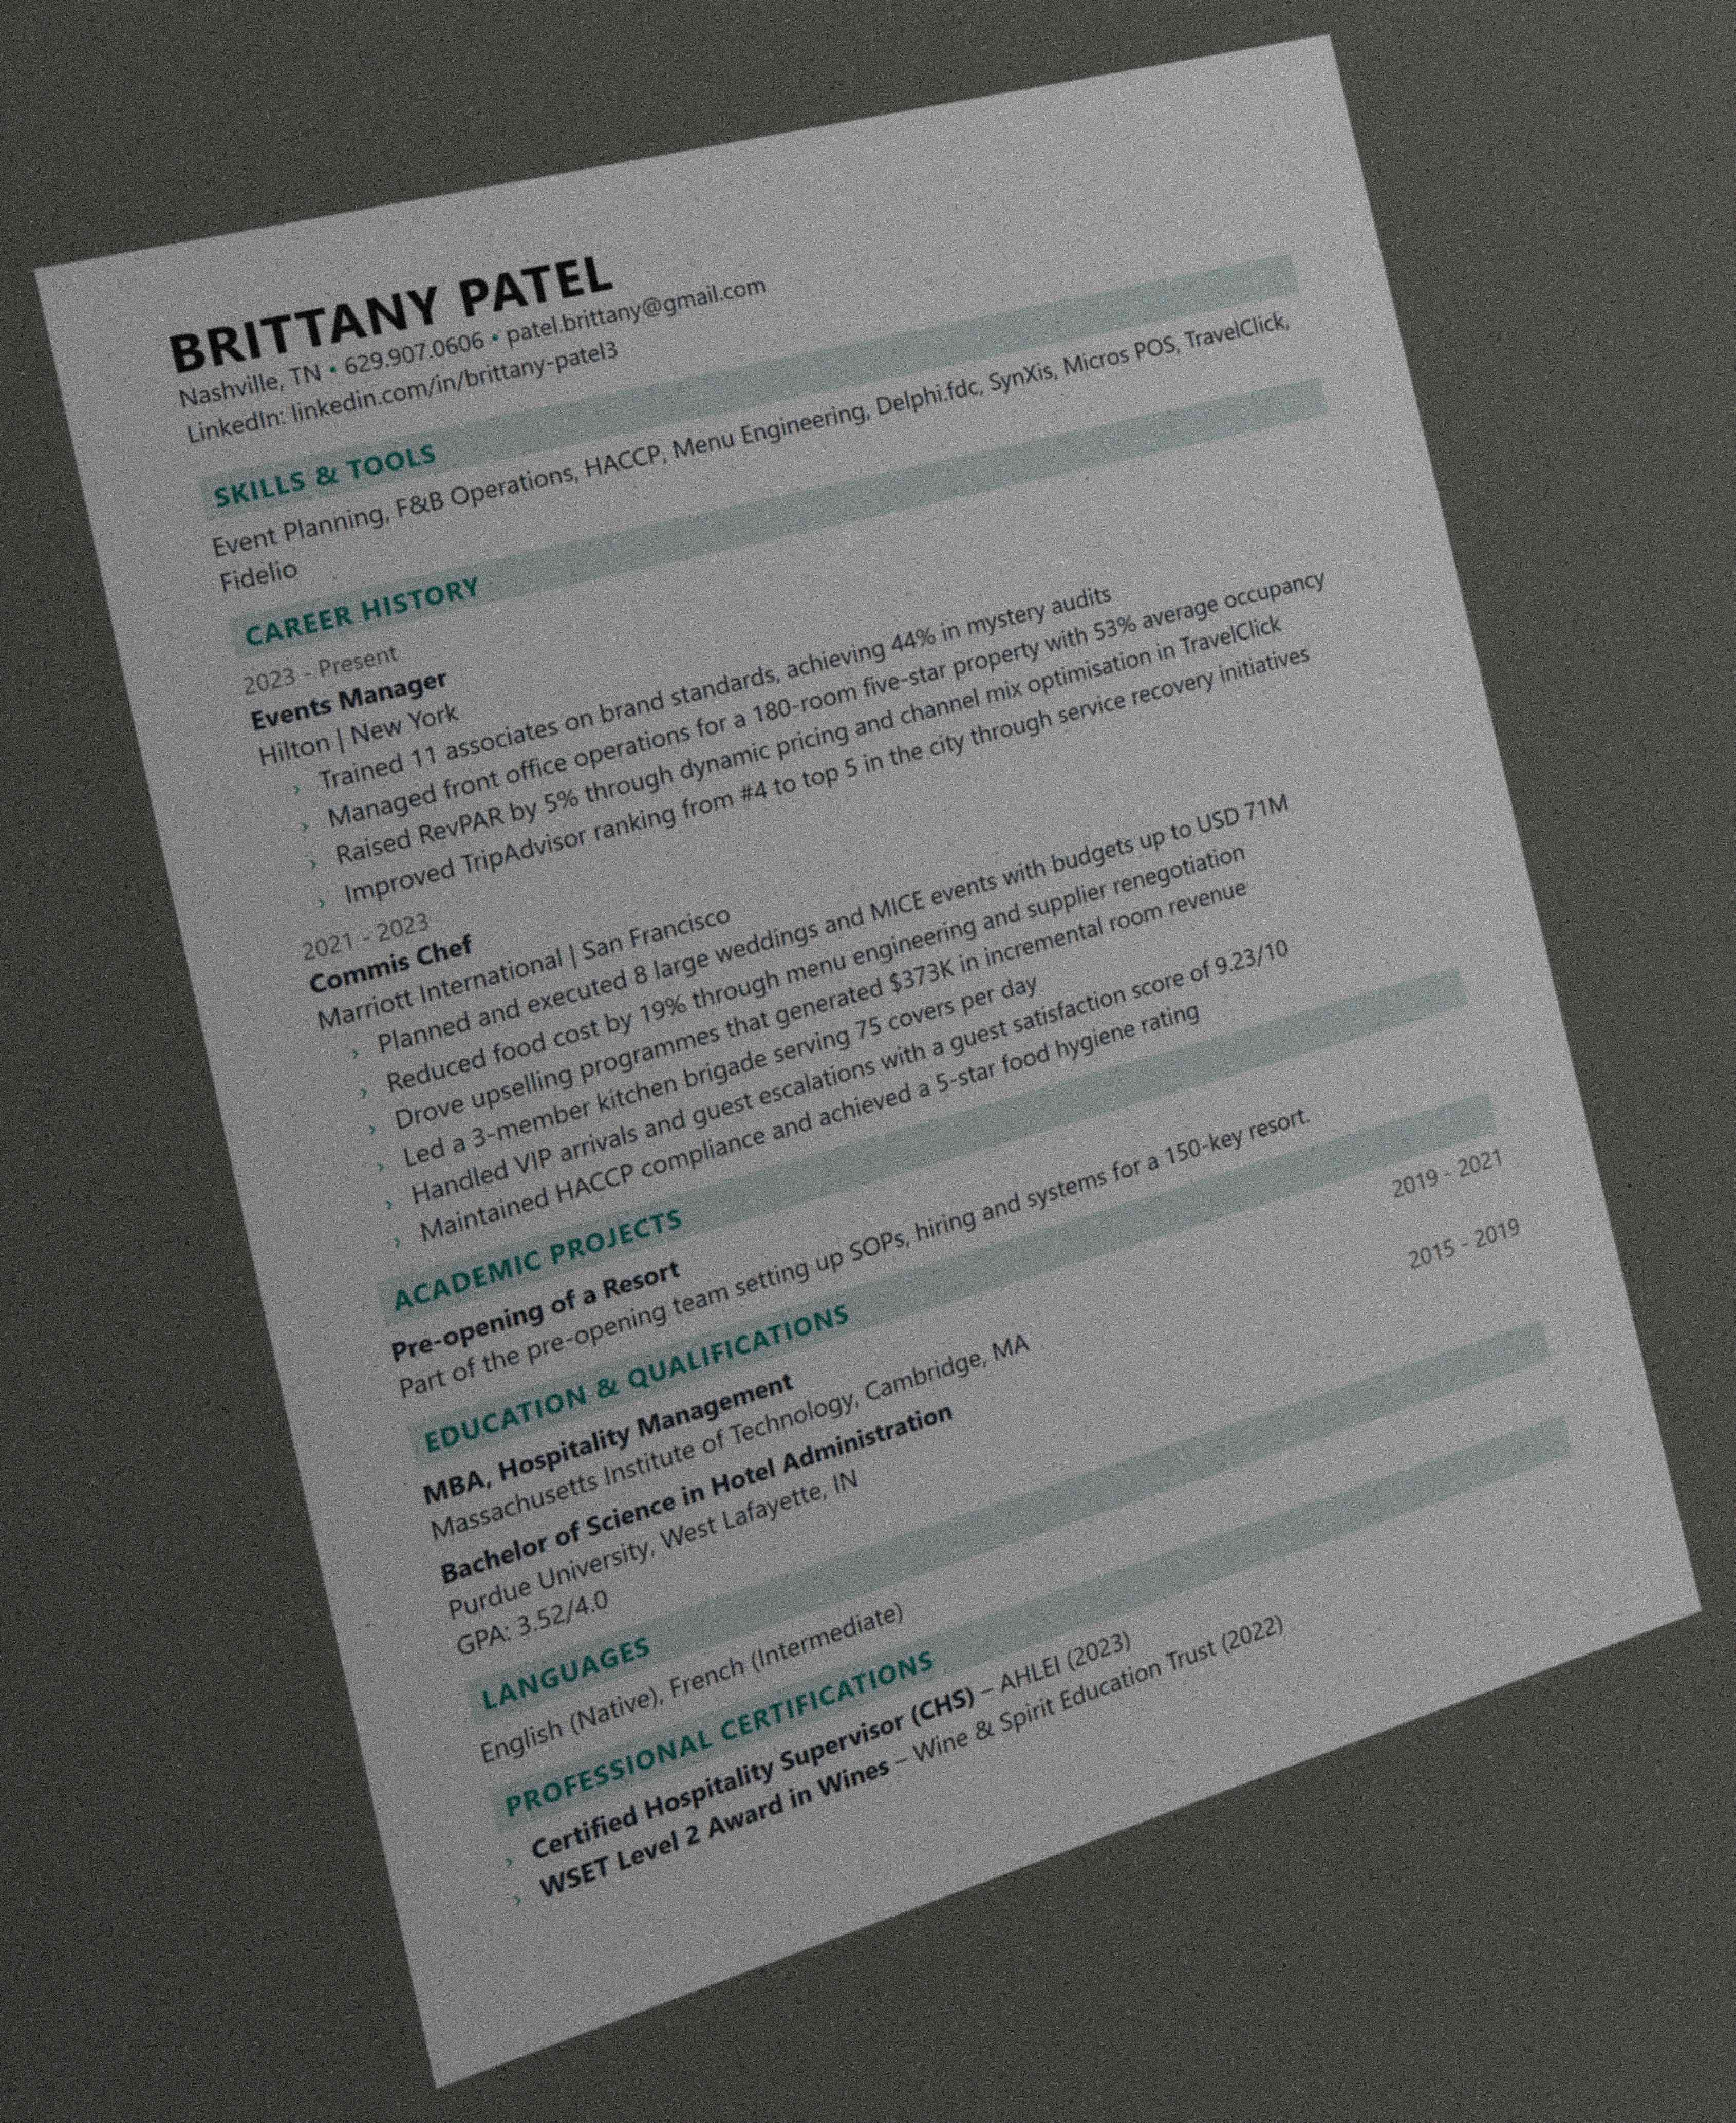 BRITTANY PATEL
Nashville, TN • 629.907.0606 • patel.brittany@gmail.com
LinkedIn: linkedin.com/in/brittany-patel3
SKILLS & TOOLS
Event Planning, F&B Operations, HACCP, Menu Engineering, Delphi.fdc, SynXis, Micros POS, TravelClick,
Fidelio
CAREER HISTORY
2023 - Present
Events Manager
Hilton | New York
› Trained 11 associates on brand standards, achieving 44% in mystery audits
› Managed front office operations for a 180-room five-star property with 53% average occupancy
› Raised RevPAR by 5% through dynamic pricing and channel mix optimisation in TravelClick
› Improved TripAdvisor ranking from #4 to top 5 in the city through service recovery initiatives
2021 - 2023
Commis Chef
Marriott International | San Francisco
› Planned and executed 8 large weddings and MICE events with budgets up to USD 71M
› Reduced food cost by 19% through menu engineering and supplier renegotiation
› Drove upselling programmes that generated $373K in incremental room revenue
› Led a 3-member kitchen brigade serving 75 covers per day
› Handled VIP arrivals and guest escalations with a guest satisfaction score of 9.23/10
› Maintained HACCP compliance and achieved a 5-star food hygiene rating
ACADEMIC PROJECTS
Pre-opening of a Resort
Part of the pre-opening team setting up SOPs, hiring and systems for a 150-key resort.
EDUCATION & QUALIFICATIONS
MBA, Hospitality Management 2019 - 2021
Massachusetts Institute of Technology, Cambridge, MA
Bachelor of Science in Hotel Administration 2015 - 2019
Purdue University, West Lafayette, IN
GPA: 3.52/4.0
LANGUAGES
English (Native), French (Intermediate)
PROFESSIONAL CERTIFICATIONS
› Certified Hospitality Supervisor (CHS) – AHLEI (2023)
› WSET Level 2 Award in Wines – Wine & Spirit Education Trust (2022)